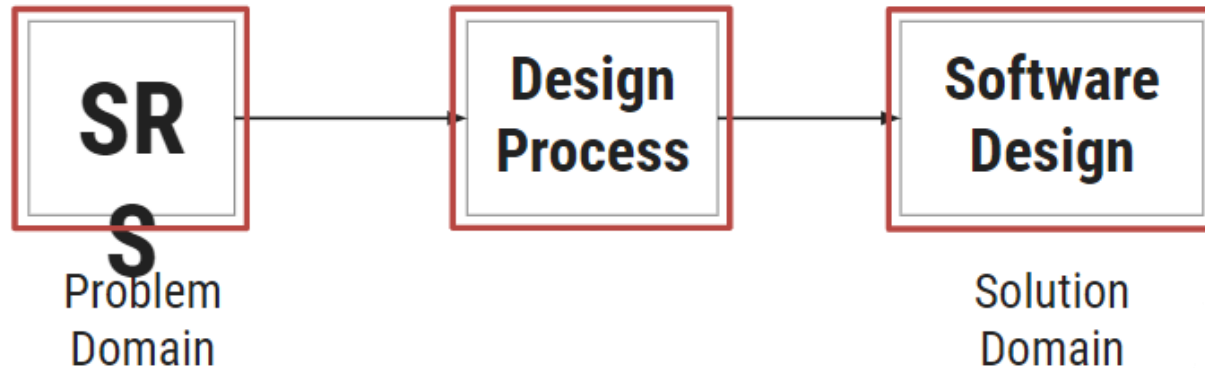 SR
S
Problem
Domain
Design
Process
Software
Design
Solution
Domain